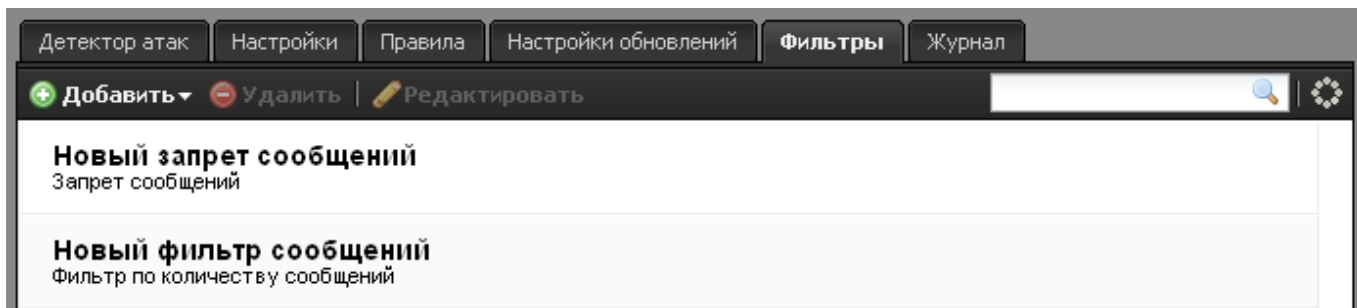 Детектор атак Настройки Правила Настройки обновлений Фильтры Журнал
Добавить Удалить Редактировать
Новый запрет сообщений
Запрет сообщений
Новый фильтр сообщений
Фильтр по количеству сообщений